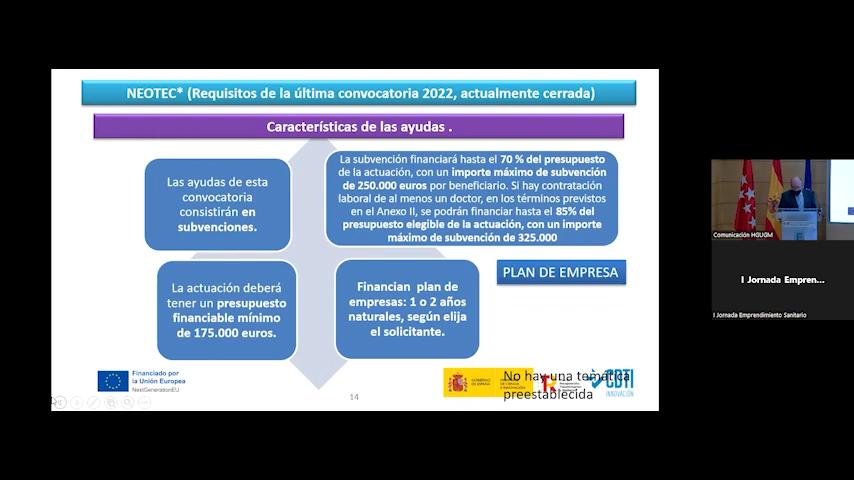 NEOTEC* (Requisitos de la última convocatoria 2022, actualmente cerrada)
Características de las ayudas .
Las ayudas de esta
convocatoria
consistirán en
subvenciones.
La subvención financiará hasta el 70 % del presupuesto
de la actuación, con un importe máximo de subvención
de 250.000 euros por beneficiario. Si hay contratación
laboral de al menos un doctor, en los términos previstos
en el Anexo II, se podrán financiar hasta el 85% del
presupuesto elegible de la actuación, con un importe
máximo de subvención de 325.000
La actuación deberá
tener un presupuesto
financiable mínimo
de 175.000 euros.
Financian plan de
empresas: 1 o 2 años
naturales, según elija
el solicitante.
PLAN DE EMPRESA
Financiado por
la Unión Europea
NextGenerationEU
14
GOBIERNO
DE ESPAÑA
No hay una temática
preestablecida
CDTI
INNOVACIÓN
Comunicación HGUGM
I Jornada Empren...
I Jornada Emprendimiento Sanitario